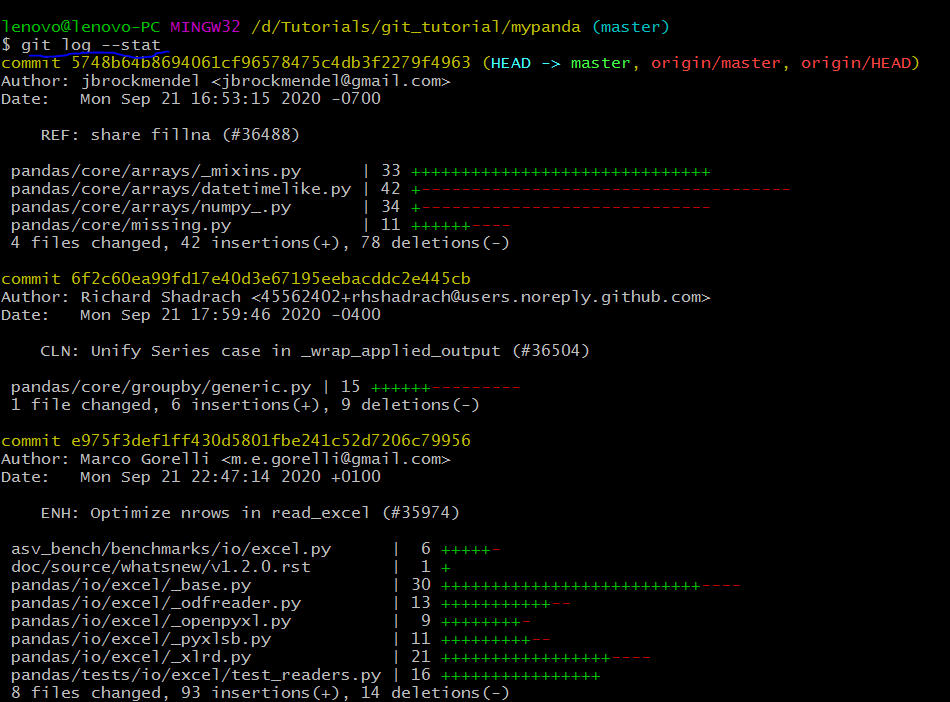 lenovo@lenovo-PC MINGW32 /d/Tutorials/git_tutorial/mypanda (master)
$ git log --stat
commit 5748b64b8694061cf96578475c4db3f2279f4963 (HEAD -> master, origin/master, origin/HEAD)
Author: jbrockmendel <jbrockmendel@gmail.com>
Date:   Mon Sep 21 16:53:15 2020 -0700
    REF: share fillna (#36488)
 pandas/core/arrays/_mixins.py      | 33 ++++++++++++++++++++++++++++++
 pandas/core/arrays/datetimelike.py | 42 +-------------------------------------
 pandas/core/arrays/numpy_.py       | 34 +-----------------------------
 pandas/core/missing.py             | 11 ++++++----
 4 files changed, 42 insertions(+), 78 deletions(-)
commit 6f2c60ea99fd17e40d3e67195eebacddc2e445cb
Author: Richard Shadrach <45562402+rhshadrach@users.noreply.github.com>
Date:   Mon Sep 21 17:59:46 2020 -0400
    CLN: Unify Series case in _wrap_applied_output (#36504)
 pandas/core/groupby/generic.py | 15 ++++++---------
 1 file changed, 6 insertions(+), 9 deletions(-)
commit e975f3def1ff430d5801fbe241c52d7206c79956
Author: Marco Gorelli <m.e.gorelli@gmail.com>
Date:   Mon Sep 21 22:47:14 2020 +0100
    ENH: Optimize nrows in read_excel (#35974)
 asv_bench/benchmarks/io/excel.py      |  6 +++++-
 doc/source/whatsnew/v1.2.0.rst        |  1 +
 pandas/io/excel/_base.py              | 30 ++++++++++++++++++++++++++----
 pandas/io/excel/_odfreader.py         | 13 +++++++++++--
 pandas/io/excel/_openpyxl.py          |  9 ++++++++-
 pandas/io/excel/_pyxlsb.py            | 11 +++++++++--
 pandas/io/excel/_xlrd.py              | 21 +++++++++++++++++----
 pandas/tests/io/excel/test_readers.py | 16 ++++++++++++++++
 8 files changed, 93 insertions(+), 14 deletions(-)